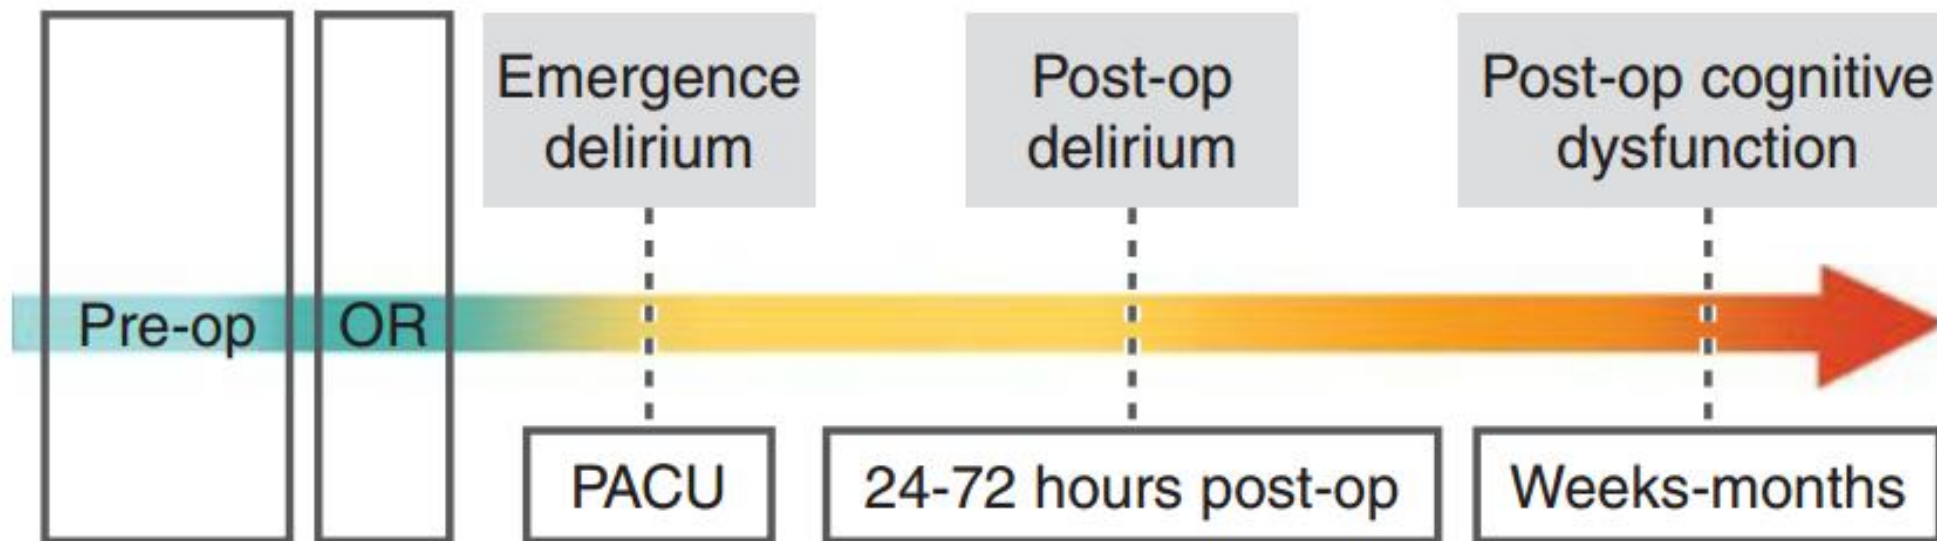 Emergence
delirium
Post-op
delirium
Post-op cognitive
dysfunction
Pre-op
OR
PACU
24-72 hours post-op
Weeks-months